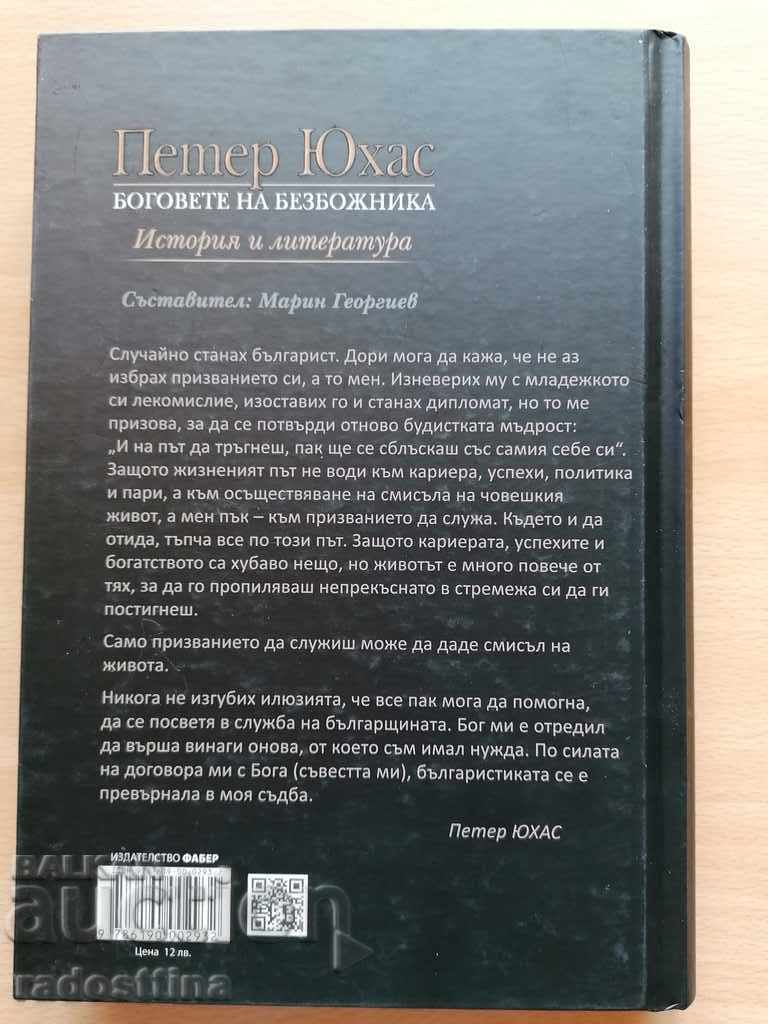 Петер Юхас
БОГОВЕТЕ НА БЕЗБОЖНИКА
История и литература
Съставител: Марин Георгиев
Случайно станах българист. Дори мога да кажа, че не аз
избрах призванието си, а то мен. Изневерих му с младежкото
си лекомислие, изоставих го и станах дипломат, но то ме
призова, за да се потвърди отново будистката мъдрост:
„И на път да тръгнеш, пак ще се сблъскаш със самия себе си“.
Защото жизненият път не води към кариера, успехи, политика
и пари, а към осъществяване на смисъла на човешкия
живот, а мен пък – към призванието да служа. Където и да
отида, тъпча все по този път. Защото кариерата, успехите и
богатството са хубаво нещо, но животът е много повече от
тях, за да го пропиляваш непрекъснато в стремежа си да ги
постигнеш.
Само призванието да служиш може да даде смисъл на
живота.
Никога не изгубих илюзията, че все пак мога да помогна,
да се посветя в служба на българщината. Бог ми е отредил
да върша винаги онова, от което съм имал нужда. По силата
на договора ми с Бога (съвестта ми), българистиката се е
превърнала в моя съдба.
Петер ЮХАС
ИЗДАТЕЛСТВО ФАБЕР
BALKAN
auction
9 786190 002932
Цена 12 лв.
radosttina